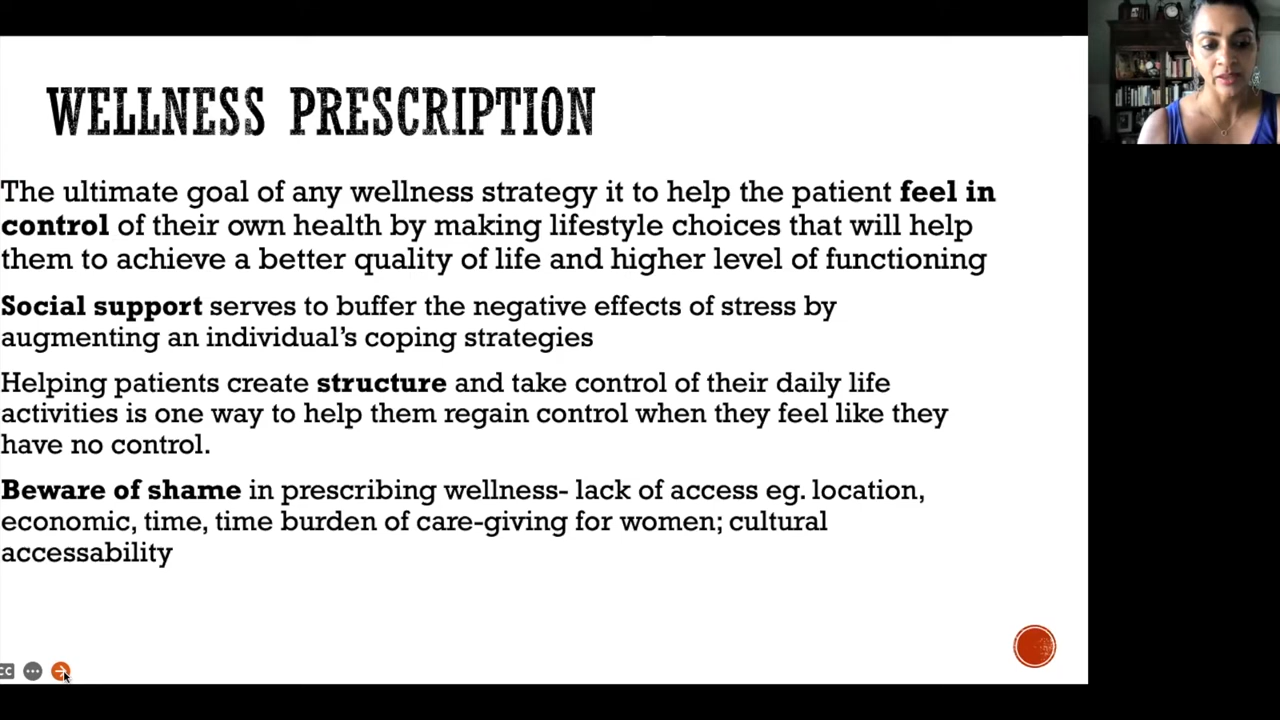 WELLNESS PRESCRIPTION
The ultimate goal of any wellness strategy it to help the patient feel in
control of their own health by making lifestyle choices that will help
them to achieve a better quality of life and higher level of functioning
Social support serves to buffer the negative effects of stress by
augmenting an individual’s coping strategies
Helping patients create structure and take control of their daily life
activities is one way to help them regain control when they feel like they
have no control.
Beware of shame in prescribing wellness- lack of access eg. location,
economic, time, time burden of care-giving for women; cultural
accessability
CC